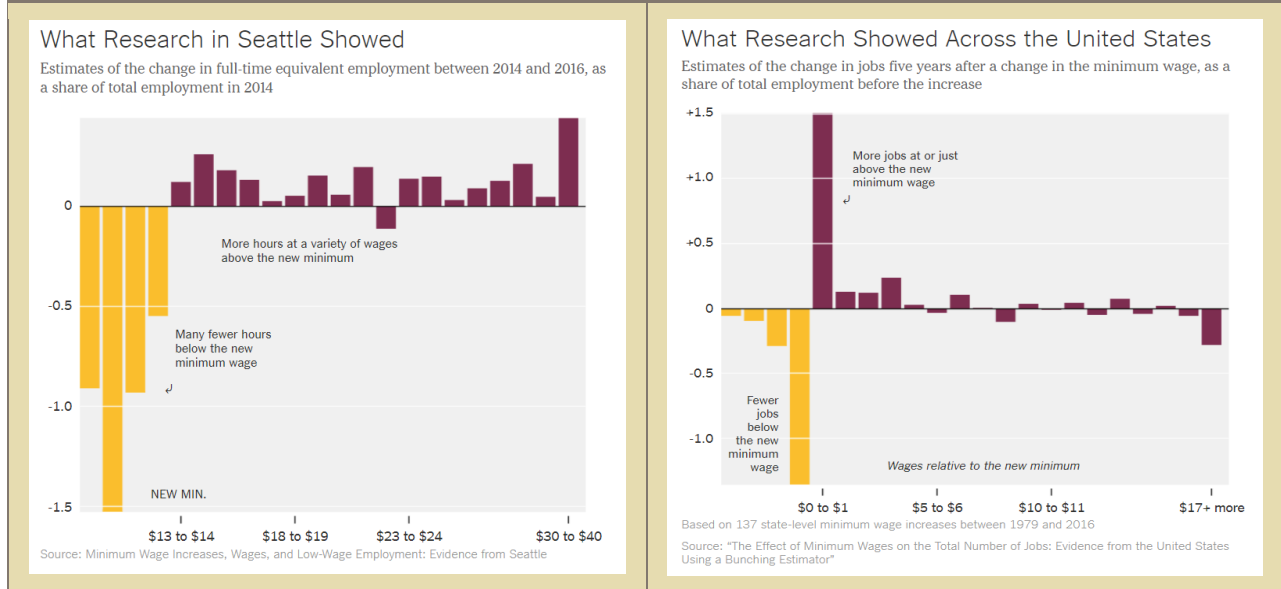 What Research in Seattle Showed
Estimates of the change in full-time equivalent employment between 2014 and 2016, as
a share of total employment in 2014
0
-0.5
-1.0
-1.5
More hours at a variety of wages
above the new minimum
Many fewer hours
below the new
minimum wage
NEW MIN.
$13 to $14
$18 to $19
$23 to $24
$30 to $40
Source: Minimum Wage Increases, Wages, and Low-Wage Employment: Evidence from Seattle
What Research Showed Across the United States
Estimates of the change in jobs five years after a change in the minimum wage, as a
share of total employment before the increase
+1.5
+1.0
+0.5
0
-0.5
-1.0
More jobs at or just
above the new
minimum wage
Fewer
jobs
below
the new
minimum
wage
Wages relative to the new minimum
$0 to $1
$5 to $6
$10 to $11
$17+ more
Based on 137 state-level minimum wage increases between 1979 and 2016
Source: "The Effect of Minimum Wages on the Total Number of Jobs: Evidence from the United States
Using a Bunching Estimator"